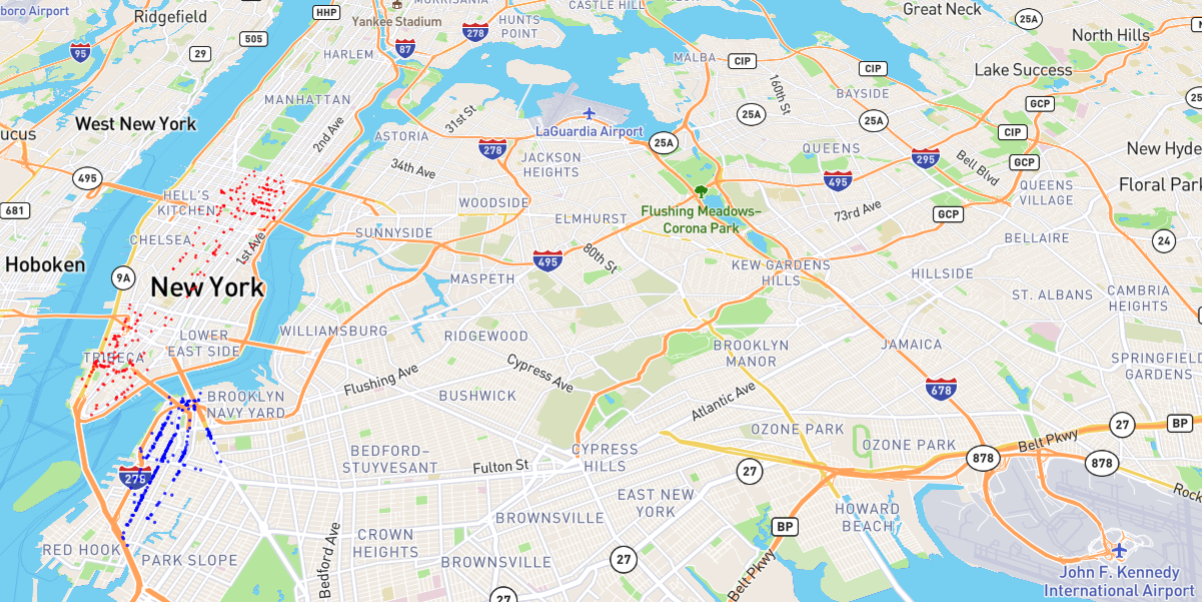 boro Airport
Ridgefield
HHP
Yankee Stadium
MORRISANIA
HUNTS
POINT
CASTLE HILL
Great Neck
25A
North Hills
95
29
505
HARLEM
87
278
MALBA
CIP
CIP
Lake Success
160th St
BAYSIDE
GCP
25
MANHATTAN
West New York
2nd Ave
31st St
ASTORIA
LaGuardia Airport
25A
25A
25A
CIP
ucus
278
JACKSON
HEIGHTS
34th Ave
QUEENS
295
Bell Blvd
GCP
New Hyde
495
HELL'S
KITCHEN
495
QUEENS
VILLAGE
Floral Park
681
WOODSIDE
ELMHURST
Flushing Meadows-
Corona Park
73rd Ave
GCP
CHELSEA
1st Ave
SUNNYSIDE
BELLAIRE
24
Hoboken
9A
495
80th St
MASPETH
KEW GARDENS
HILLS
HILLSIDE
New York
ST. ALBANS
CAMBRIA
HEIGHTS
LOWER
EAST SIDE
WILLIAMSBURG
RIDGEWOOD
BROOKLYN
MANOR
JAMAICA
TRIBECA
Cypress Ave
SPRINGFIELD
GARDENS
Flushing Ave
678
BROOKLYN
NAVY YARD
BUSHWICK
Atlantic Ave
OZONE PARK
OZONE PARK
27
BP
Belt Pkwy
BEDFORD-
STUYVESANT
Fulton St
CYPRESS
HILLS
275
27
878
878
EAST NEW
YORK
HOWARD
BEACH
BROWNSVILLE
BP
RED HOOK
PARK SLOPE
Bedford Ave
CROWN
HEIGHTS
BROWNSVILLE
27
Belt Pkwy
27
John F. Kennedy
International Airport